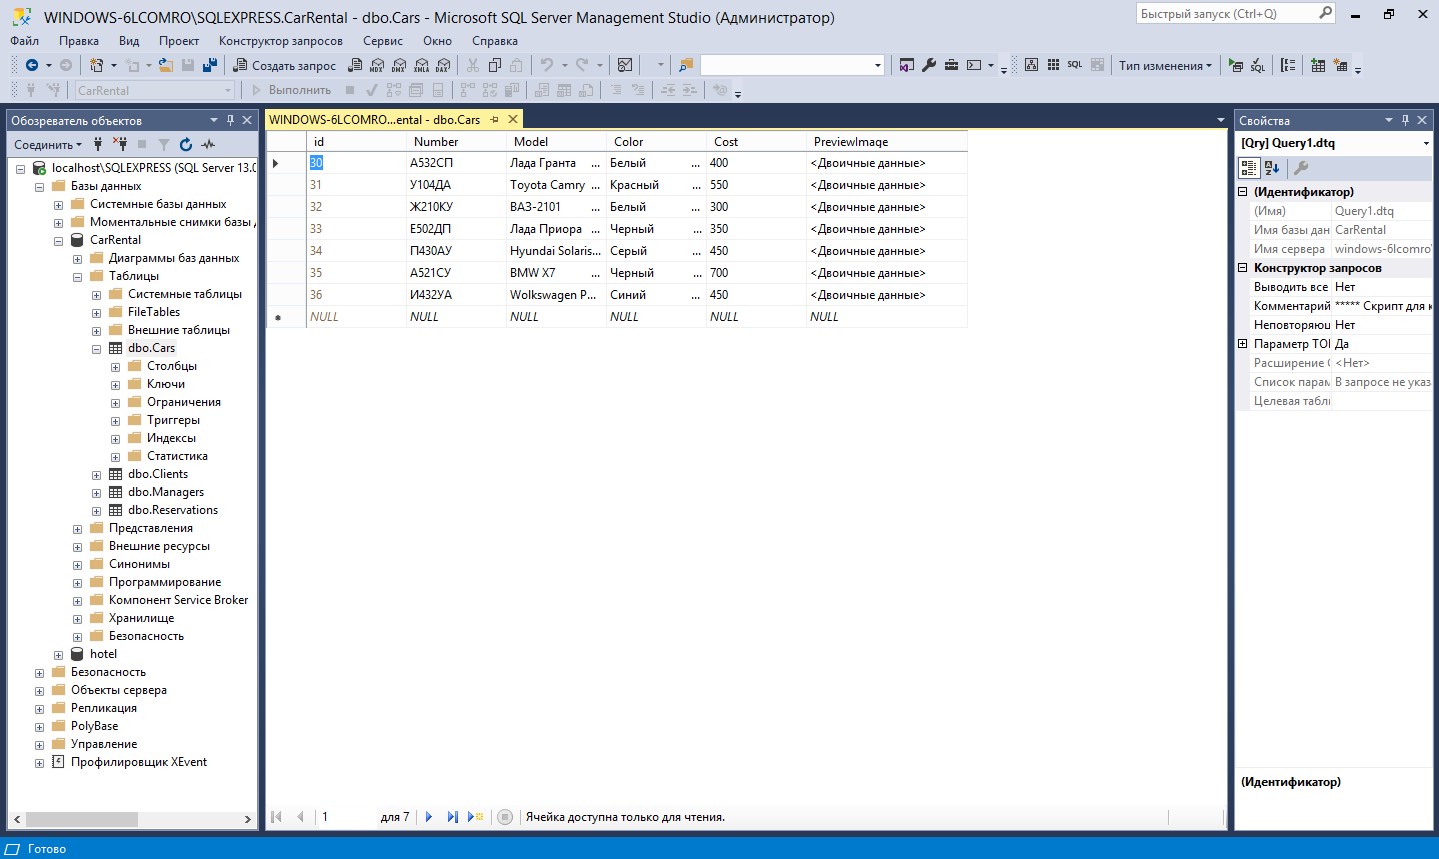 WINDOWS-6LCOMRO\SQLEXPRESS.CarRental - dbo.Cars - Microsoft SQL Server Management Studio (Администратор)
Быстрый запуск (Ctrl+Q)
Файл Правка Вид Проект Конструктор запросов Сервис Окно Справка
Создать запрос MDX DMX XMLA DAX SQL Тип изменения
CarRental Выполнить
Обозреватель объектов
Соединить
localhost\SQLEXPRESS (SQL Server 13.0
Базы данных
Системные базы данных
Моментальные снимки базы
CarRental
Диаграммы баз данных
Таблицы
Системные таблицы
FileTables
Внешние таблицы
dbo.Cars
Столбцы
Ключи
Ограничения
Триггеры
Индексы
Статистика
dbo.Clients
dbo.Managers
dbo.Reservations
Представления
Внешние ресурсы
Синонимы
Программирование
Компонент Service Broker
Хранилище
Безопасность
hotel
Безопасность
Объекты сервера
Репликация
PolyBase
Управление
Профилировщик XEvent
WINDOWS-6LCOMRO...ental - dbo.Cars
id Number Model Color Cost PreviewImage
30 А532СП Лада Гранта ... Белый ... 400 <Двоичные данные>
31 У104ДА Toyota Camry ... Красный ... 550 <Двоичные данные>
32 Ж210КУ ВАЗ-2101 ... Белый ... 300 <Двоичные данные>
33 Е502ДП Лада Приора ... Черный ... 350 <Двоичные данные>
34 П430АУ Hyundai Solaris... Серый ... 450 <Двоичные данные>
35 А521СУ BMW X7 ... Черный ... 700 <Двоичные данные>
36 И432УА Wolkswagen P... Синий ... 450 <Двоичные данные>
NULL NULL NULL NULL NULL NULL
1 для 7 Ячейка доступна только для чтения.
Свойства
[Qry] Query1.dtq
(Идентификатор)
(Имя) Query1.dtq
Имя базы дан CarRental
Имя сервера windows-6lcomro\
Конструктор запросов
Выводить все Нет
Комментарий ***** Скрипт для к
Неповторяющ Нет
Параметр TOP Да
Расширение <Нет>
Список парам В запросе не указа
Целевая табли
(Идентификатор)
Готово